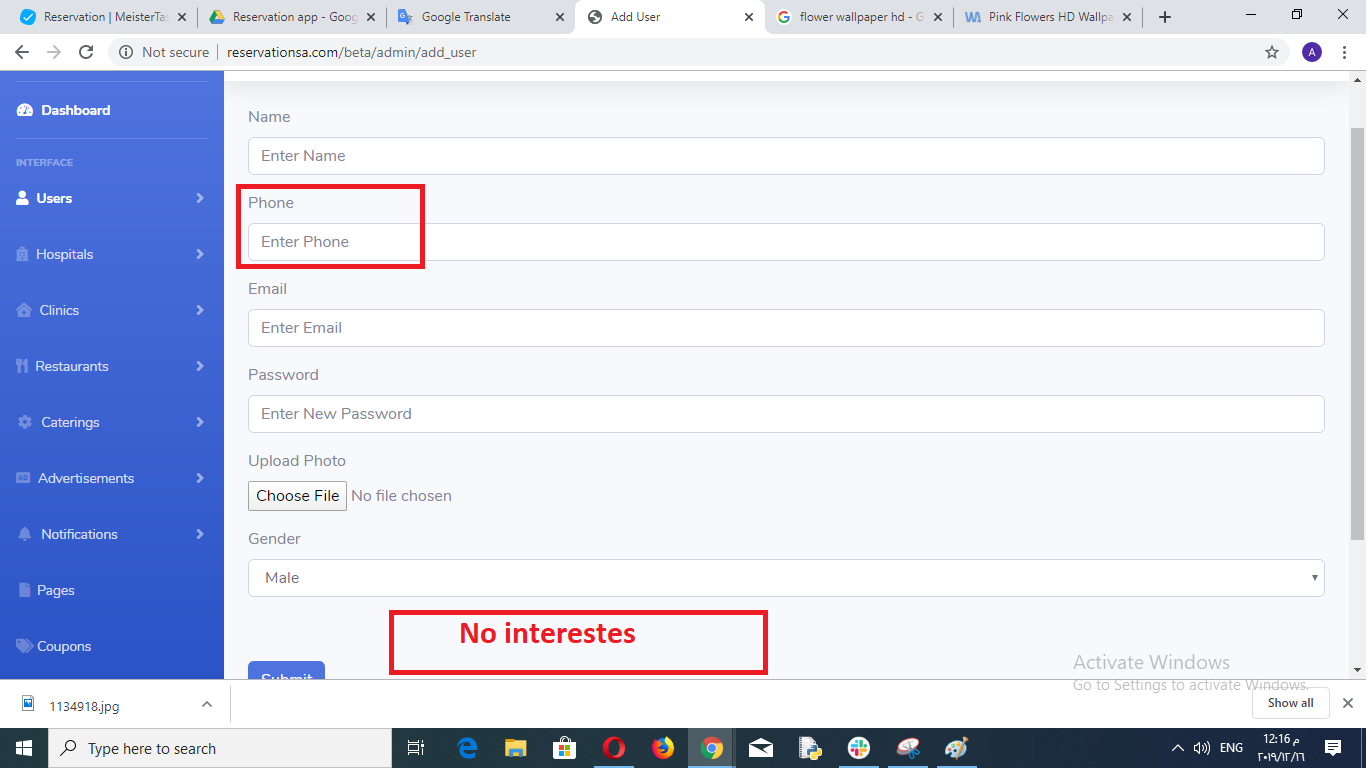 Reservation | MeisterTas
Reservation app - Goog
Google Translate
Add User
flower wallpaper hd - G
Pink Flowers HD Wallpa
Not secure
reservationsa.com/beta/admin/add_user
A
Dashboard
INTERFACE
Users
Hospitals
Clinics
Restaurants
Caterings
AD
Advertisements
Notifications
Pages
Coupons
Name
Enter Name
Phone
Enter Phone
Email
Enter Email
Password
Enter New Password
Upload Photo
Choose File No file chosen
Gender
Male
No interestes
Submit
Activate Windows
Go to Settings to activate Windows.
1134918.jpg
Show all
Type here to search
ENG
12:16 م
٢٠١٩/١٢/١٦